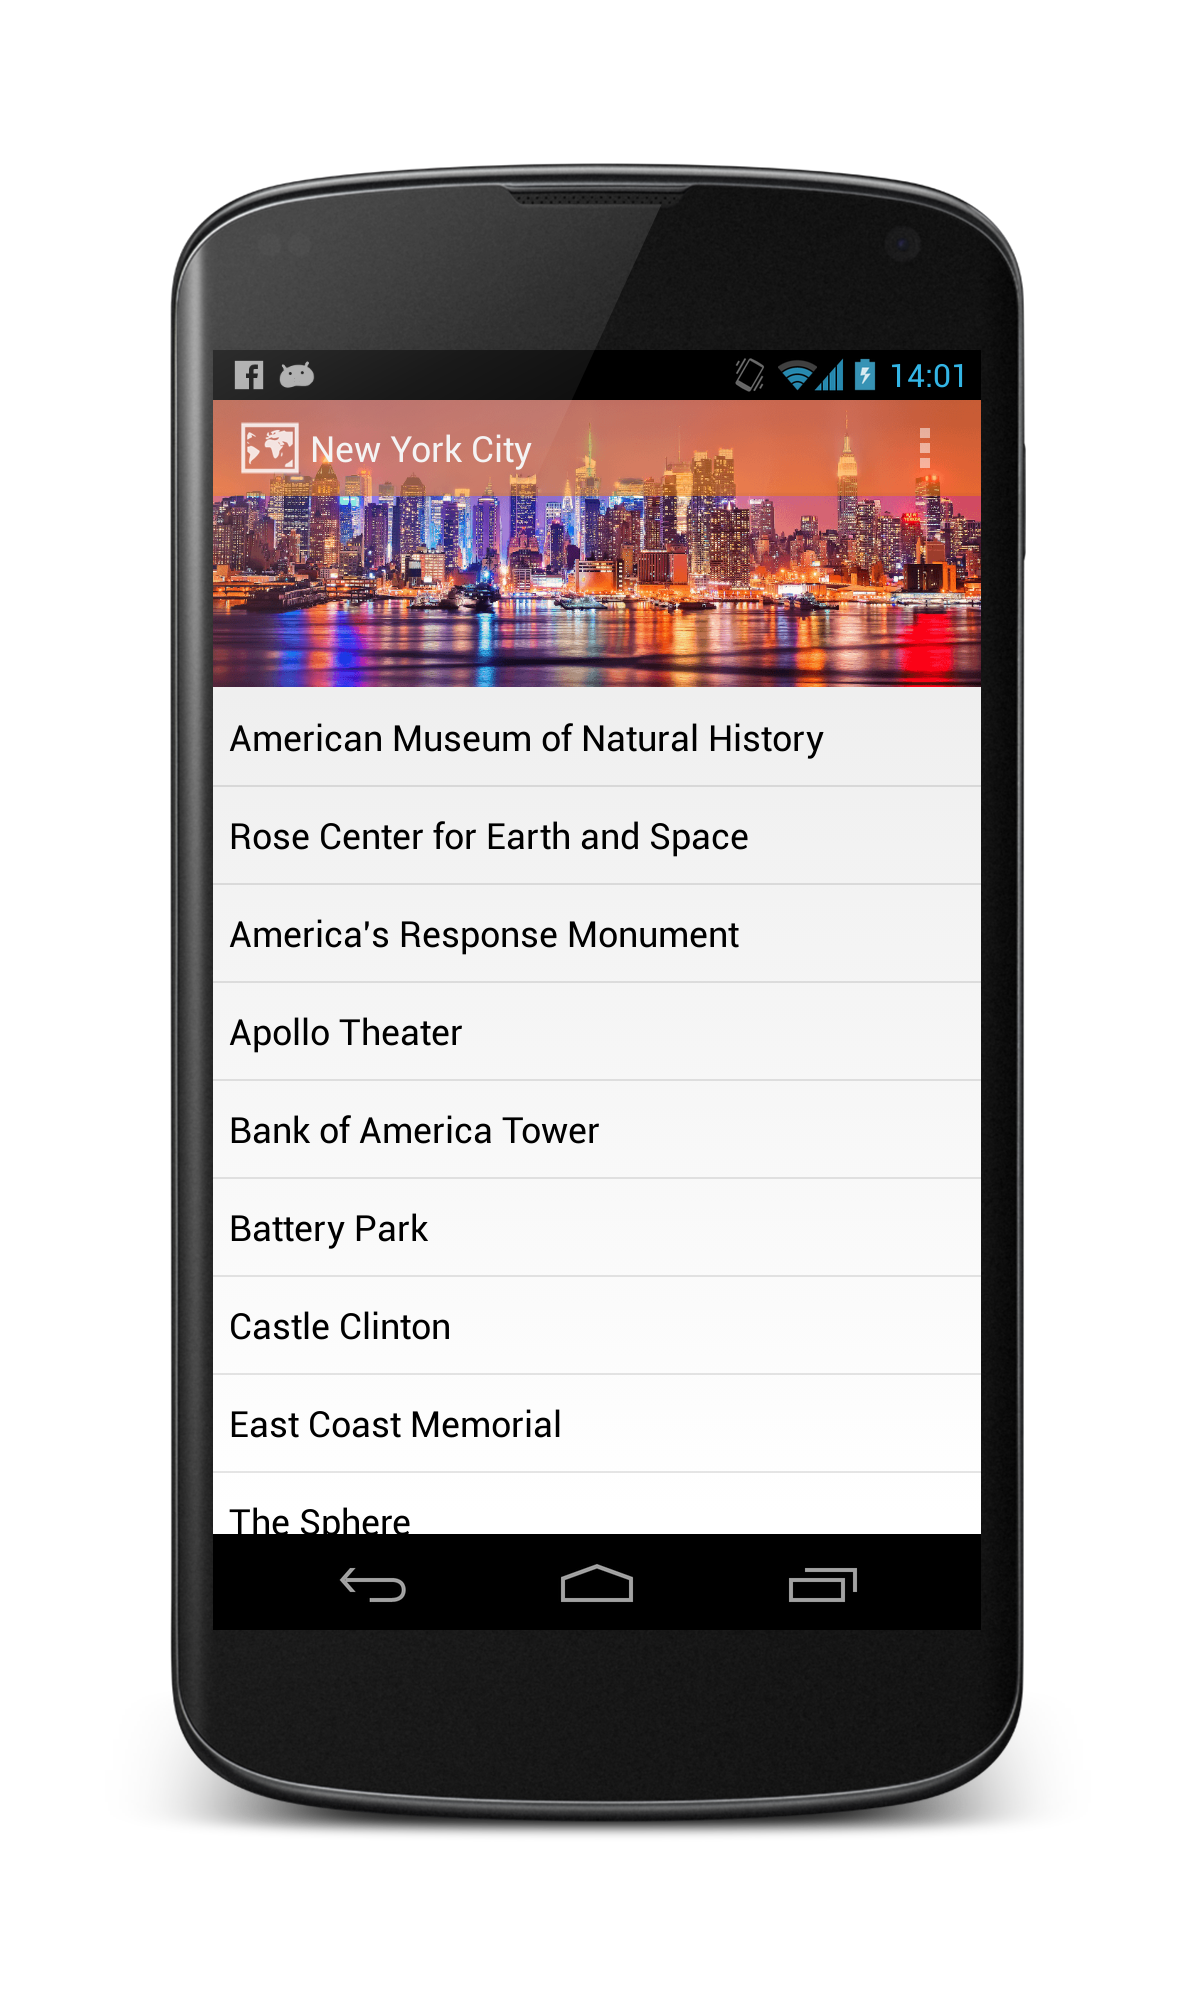 14:01
New York City
American Museum of Natural History
Rose Center for Earth and Space
America's Response Monument
Apollo Theater
Bank of America Tower
Battery Park
Castle Clinton
East Coast Memorial
The Sphere